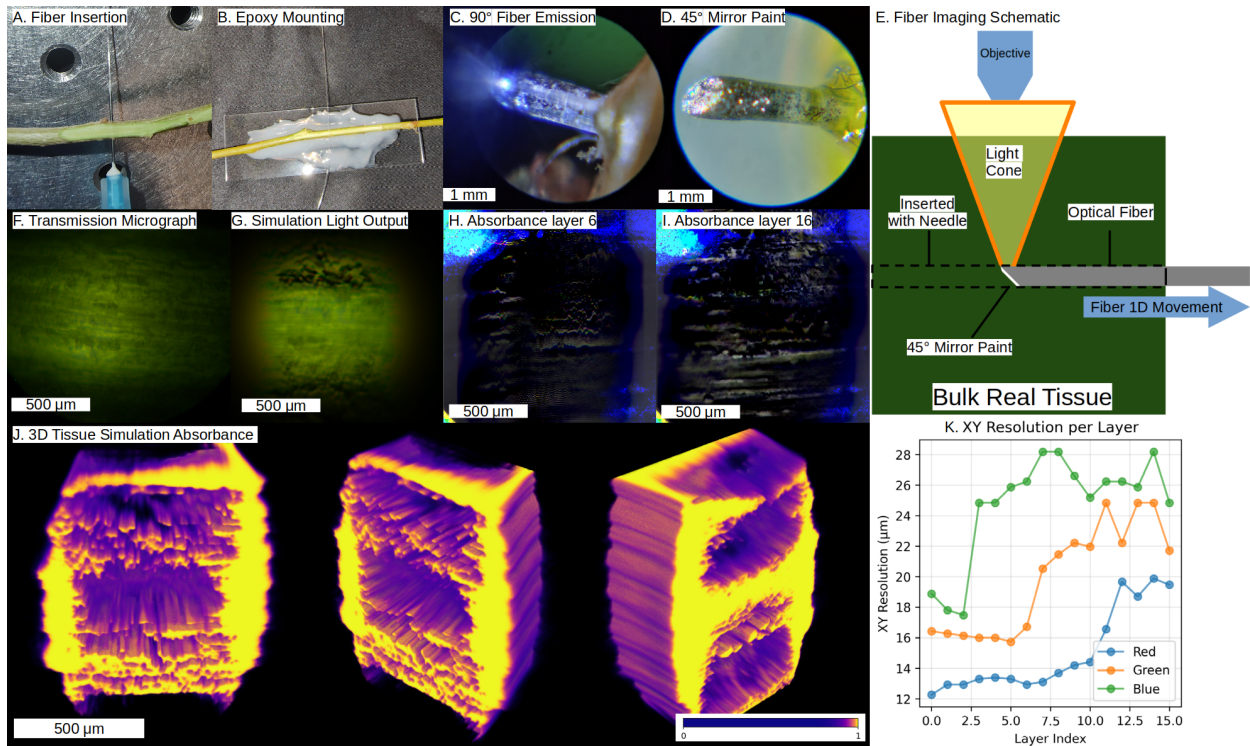 A. Fiber Insertion
B. Epoxy Mounting
C. 90° Fiber Emission
1 mm
D. 45° Mirror Paint
1 mm
E. Fiber Imaging Schematic
Objective
Light
Cone
Inserted
with Needle
Optical Fiber
Fiber 1D Movement
45° Mirror Paint
Bulk Real Tissue
F. Transmission Micrograph
500 µm
G. Simulation Light Output
500 µm
H. Absorbance layer 6
500 µm
I. Absorbance layer 16
500 µm
J. 3D Tissue Simulation Absorbance
500 µm
0
1
K. XY Resolution per Layer
XY Resolution (µm)
28
26
24
22
20
18
16
14
12
Red
Green
Blue
0.0 2.5 5.0 7.5 10.0 12.5 15.0
Layer Index